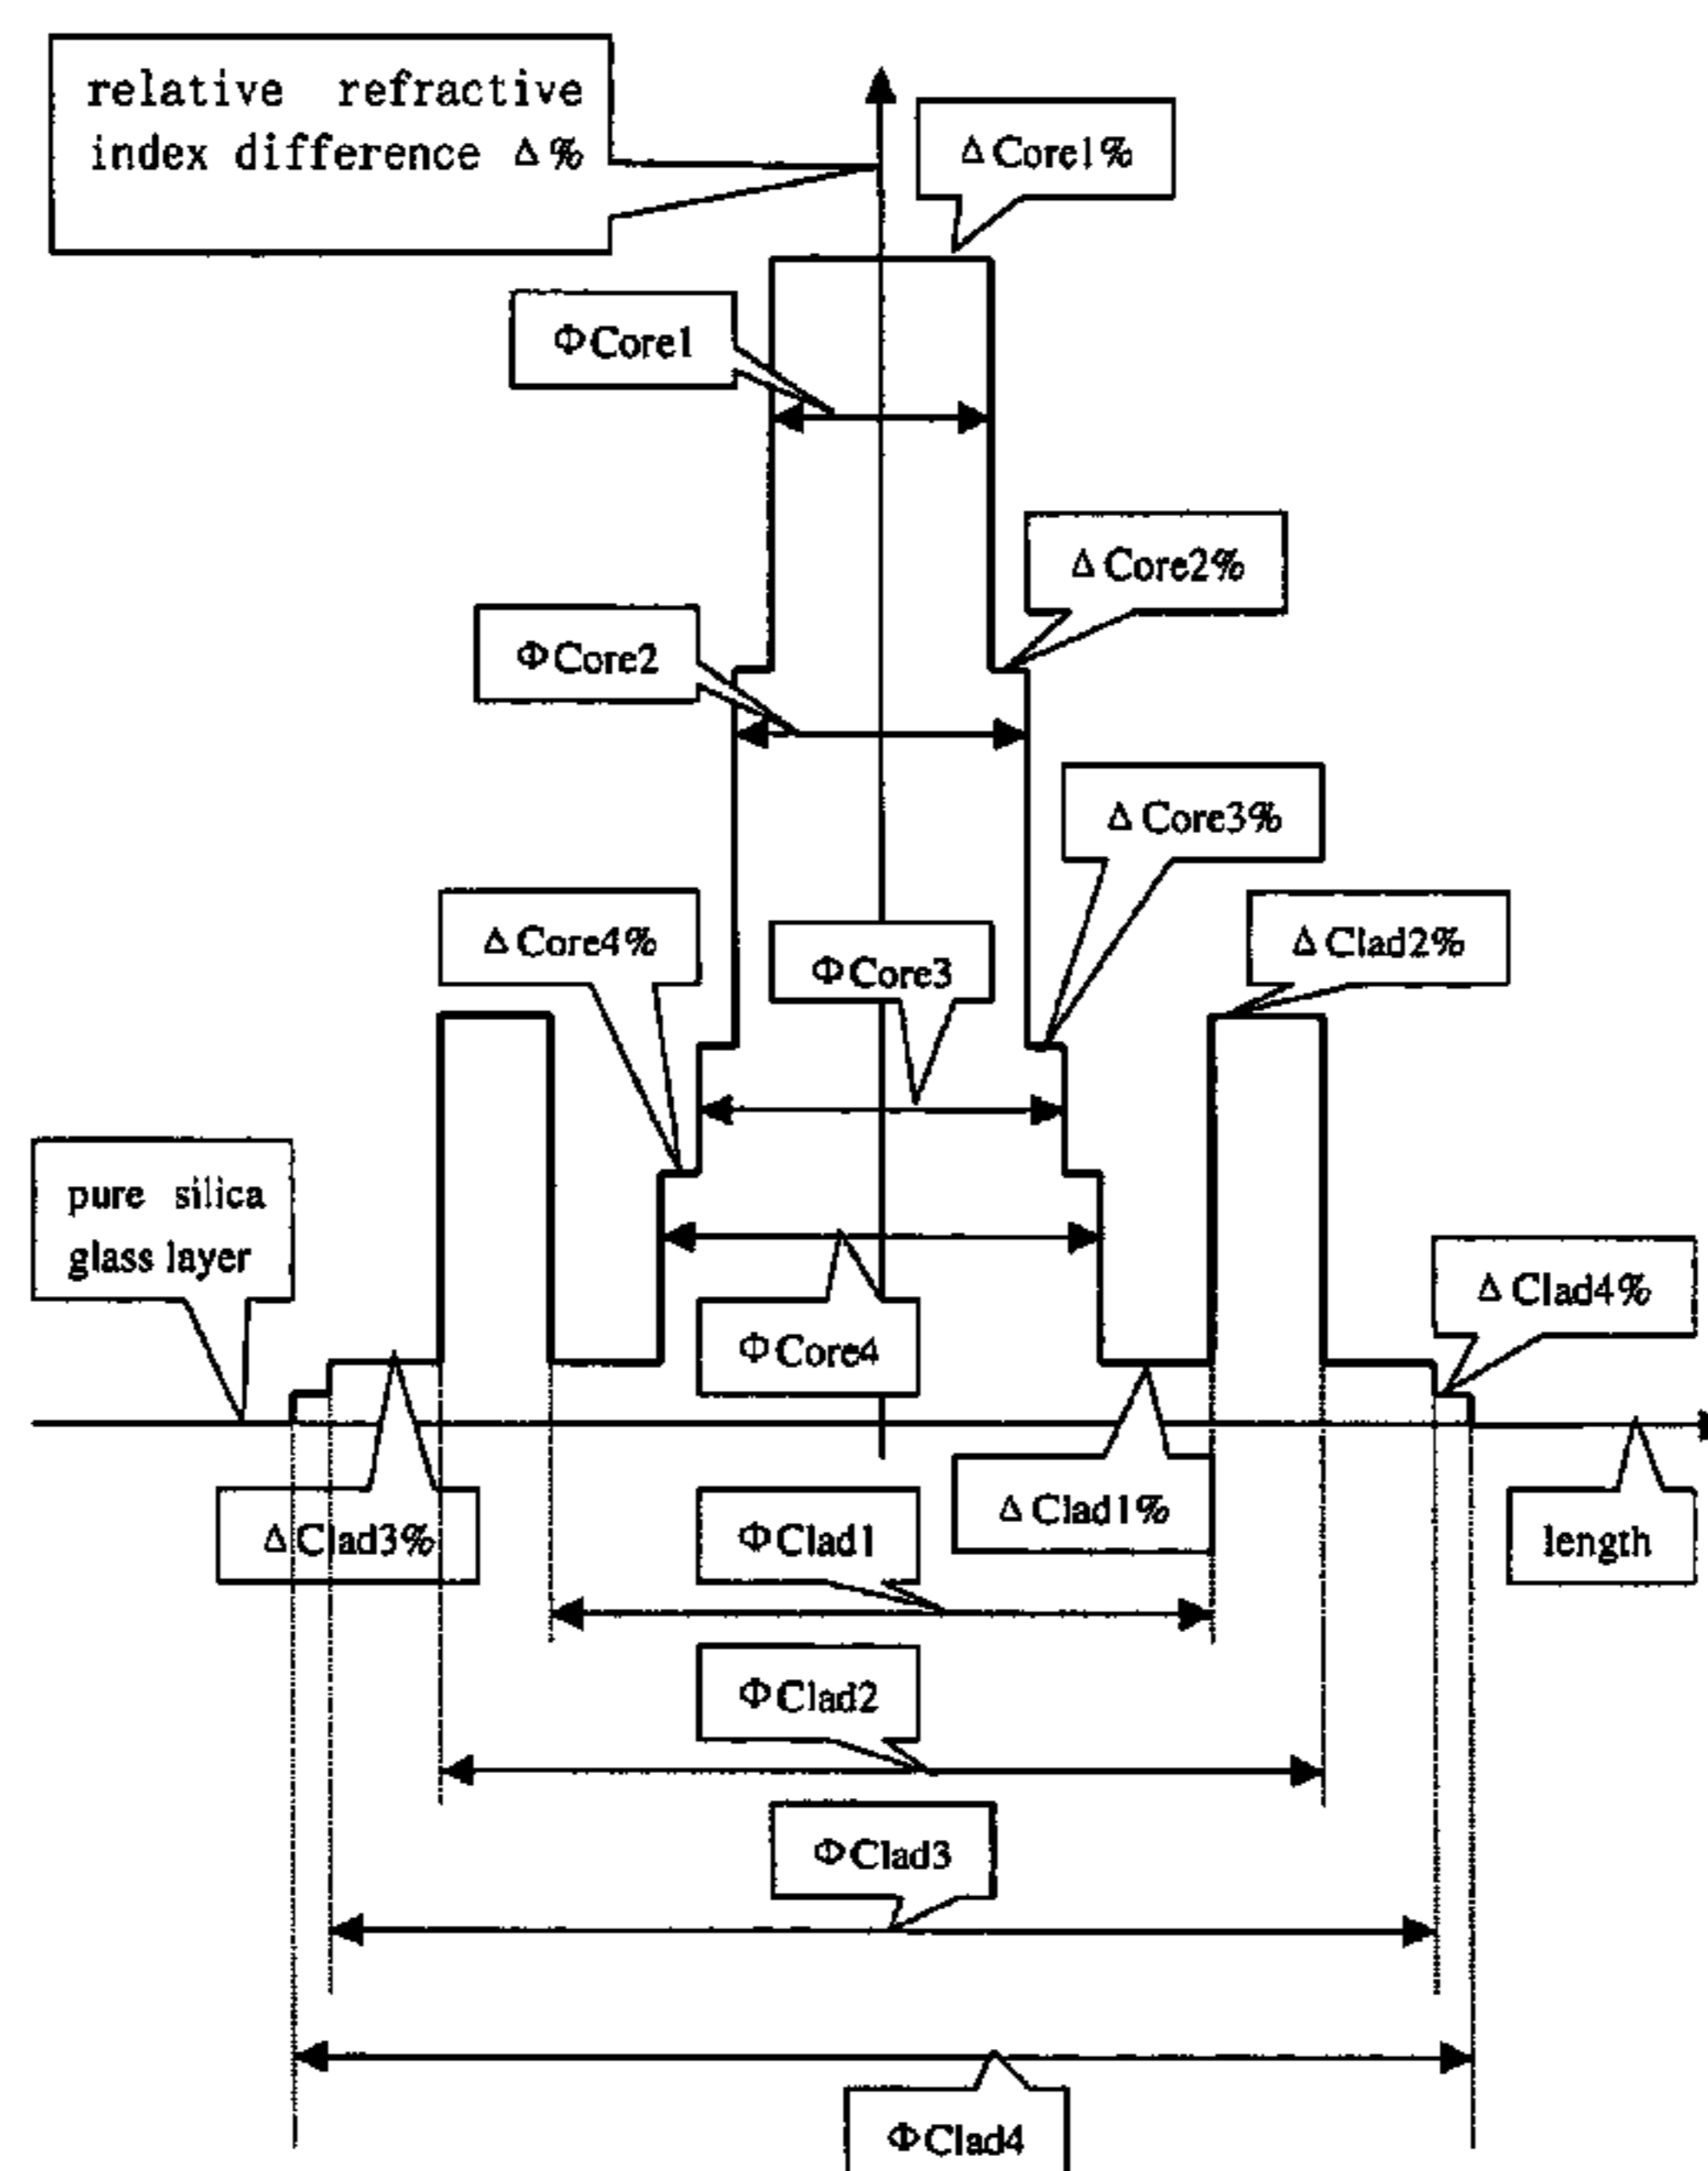 relative refractive
index difference Δ%
ΔCore1%
ΦCore1
ΔCore2%
ΦCore2
ΔCore3%
ΔCore4%
ΦCore3
ΔClad2%
pure silica
glass layer
ΔClad4%
ΦCore4
ΔClad3%
ΦClad1
ΔClad1%
length
ΦClad2
ΦClad3
ΦClad4